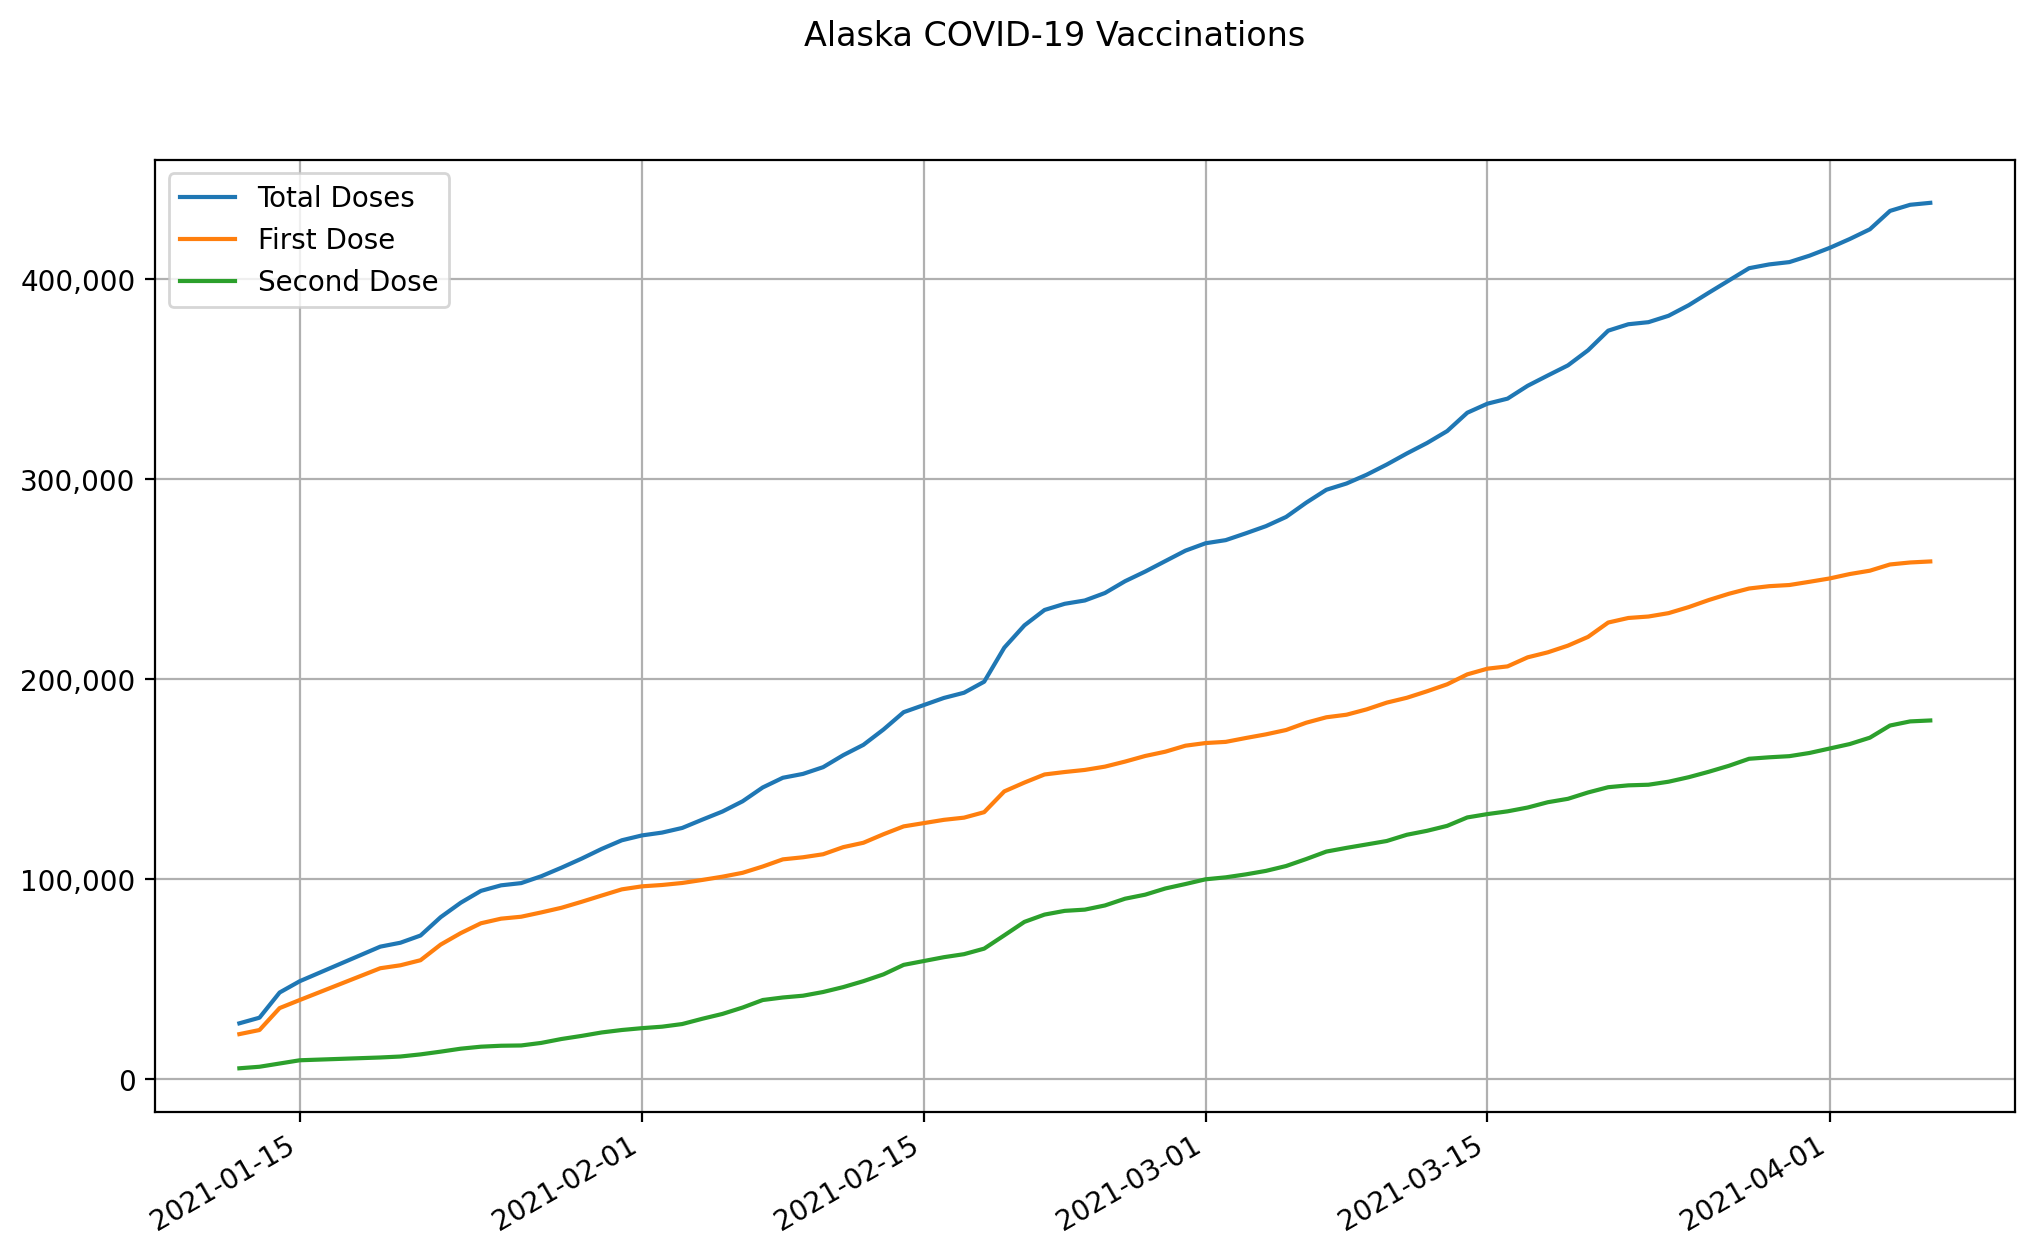 Alaska COVID-19 Vaccinations
Total Doses
First Dose
Second Dose
400,000
300,000
200,000
100,000
0
2021-01-15
2021-02-01
2021-02-15
2021-03-01
2021-03-15
2021-04-01